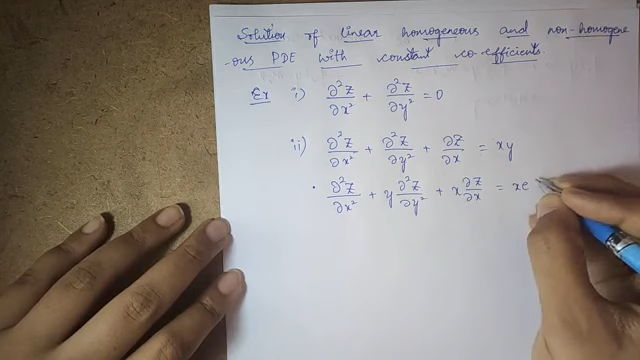 Solution of linear homogeneous and non-homogene
-ous PDE with constant co-efficients
Ex i) ∂²Z/∂x² + ∂²Z/∂y² = 0
ii) ∂²Z/∂x² + ∂²Z/∂y² + ∂Z/∂x = xy
· ∂²Z/∂x² + y ∂²Z/∂y² + x ∂Z/∂x = xe